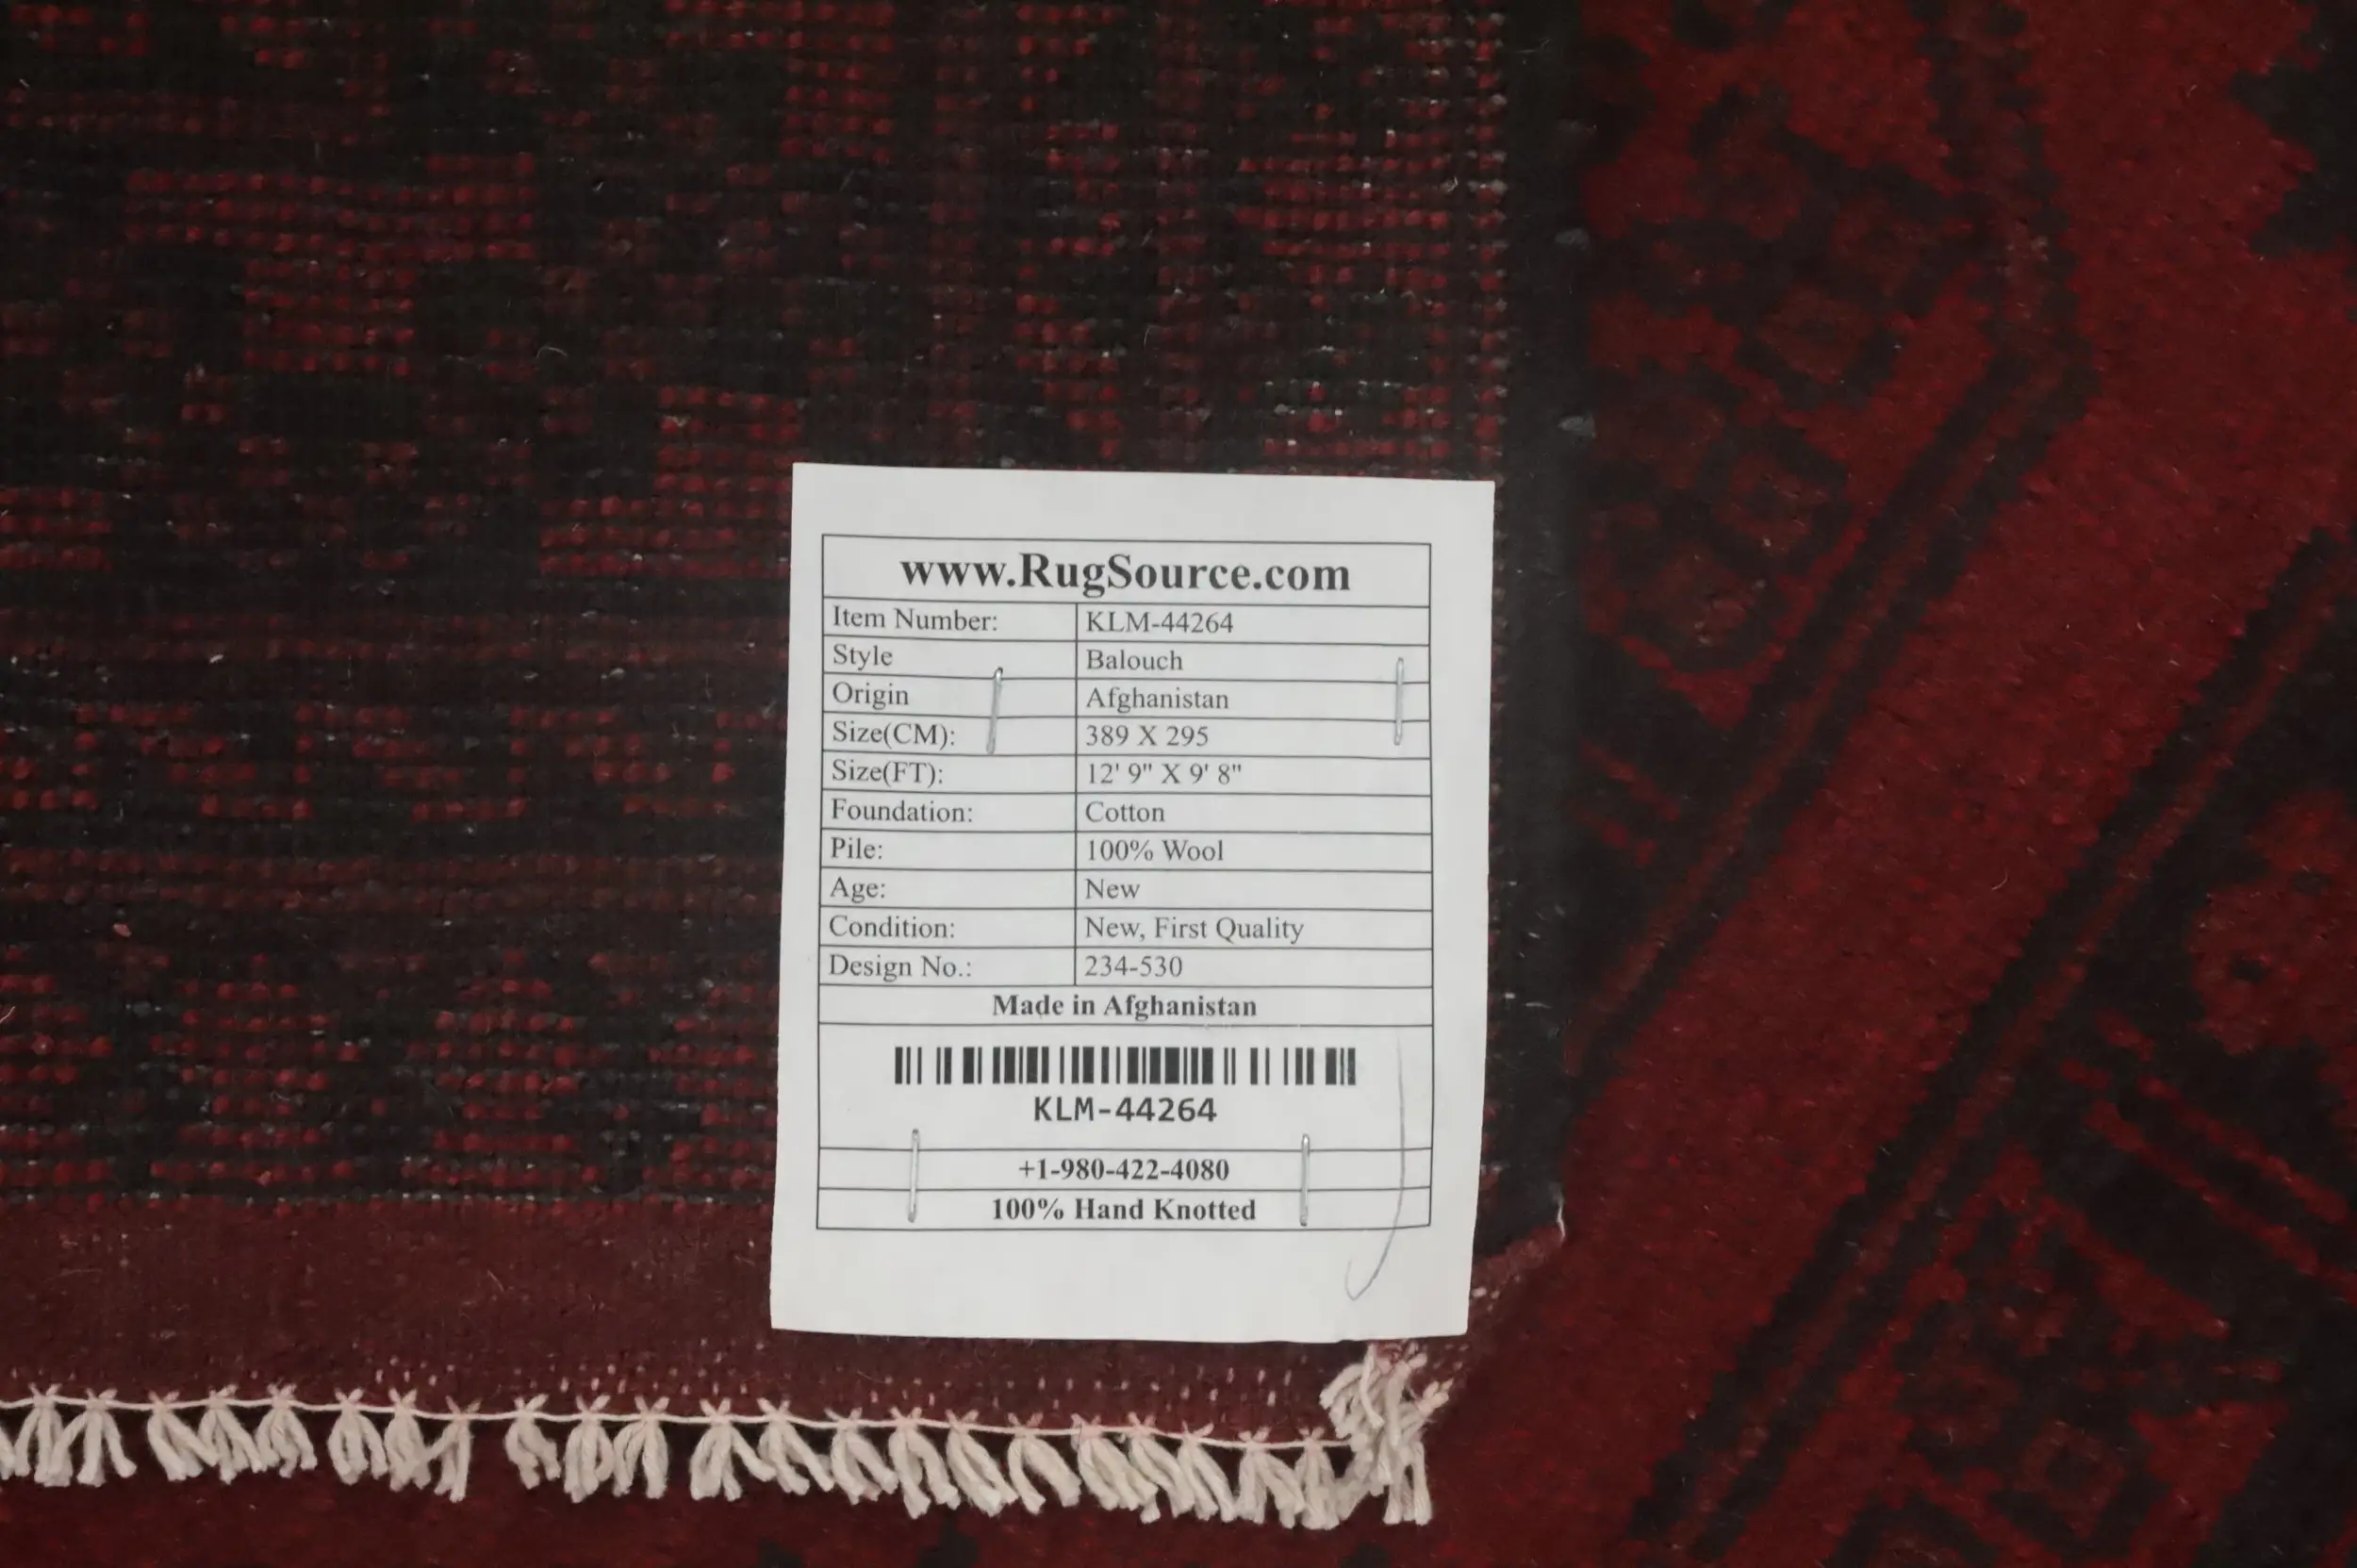 www.RugSource.com
Item Number: KLM-44264
Style Balouch
Origin Afghanistan
Size(CM): 389 X 295
Size(FT): 12' 9" X 9' 8"
Foundation: Cotton
Pile: 100% Wool
Age: New
Condition: New, First Quality
Design No.: 234-530
Made in Afghanistan
KLM-44264
+1-980-422-4080
100% Hand Knotted